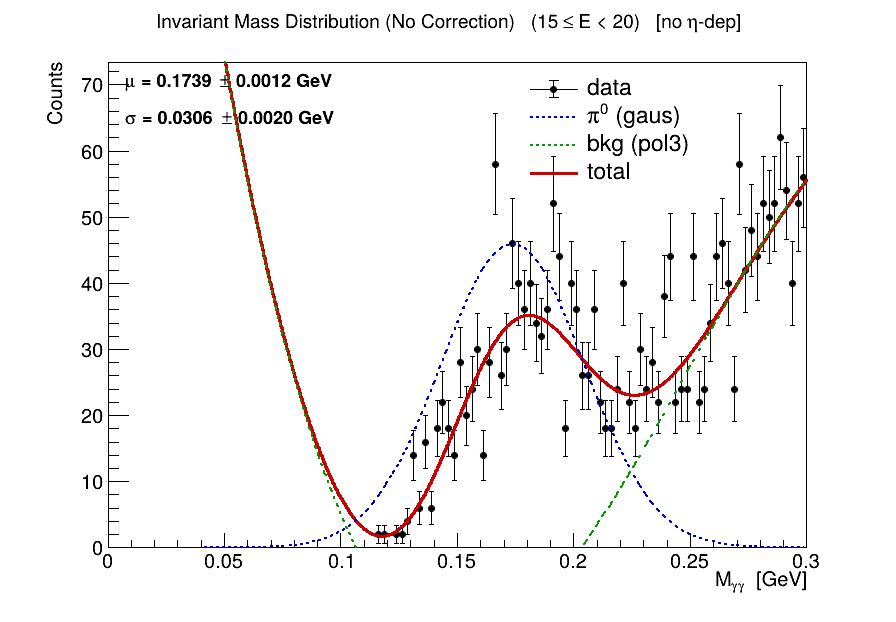 Invariant Mass Distribution (No Correction) (15 ≤ E < 20) [no η-dep]
Counts
μ = 0.1739 ± 0.0012 GeV
σ = 0.0306 ± 0.0020 GeV
data
π⁰ (gaus)
bkg (pol3)
total
70
60
50
40
30
20
10
0
0 0.05 0.1 0.15 0.2 0.25 0.3
M_γγ [GeV]